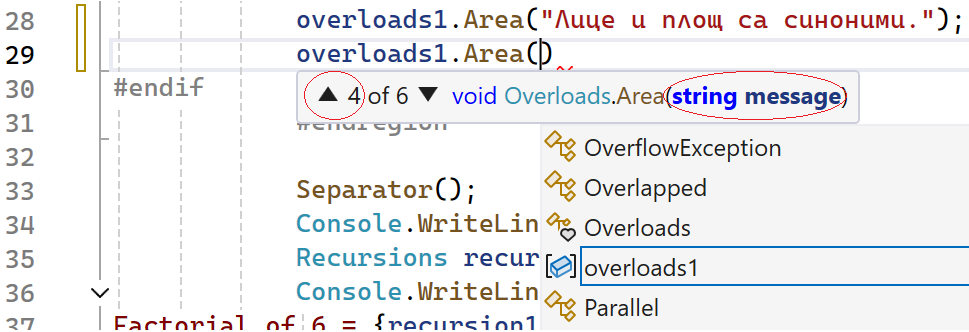 28 overloads1.Area("Лице и площ са синоними.");
29 overloads1.Area()
30 #endif
▲ 4 of 6 ▼ void Overloads.Area(string message)
31 #endregion
32
OverflowException
33 Separator();
Overlapped
34 Console.WriteLin
Overloads
35 Recursions recur
overloads1
36 Console.WriteLin
Parallel
37 Factorial of 6 = {recursion1